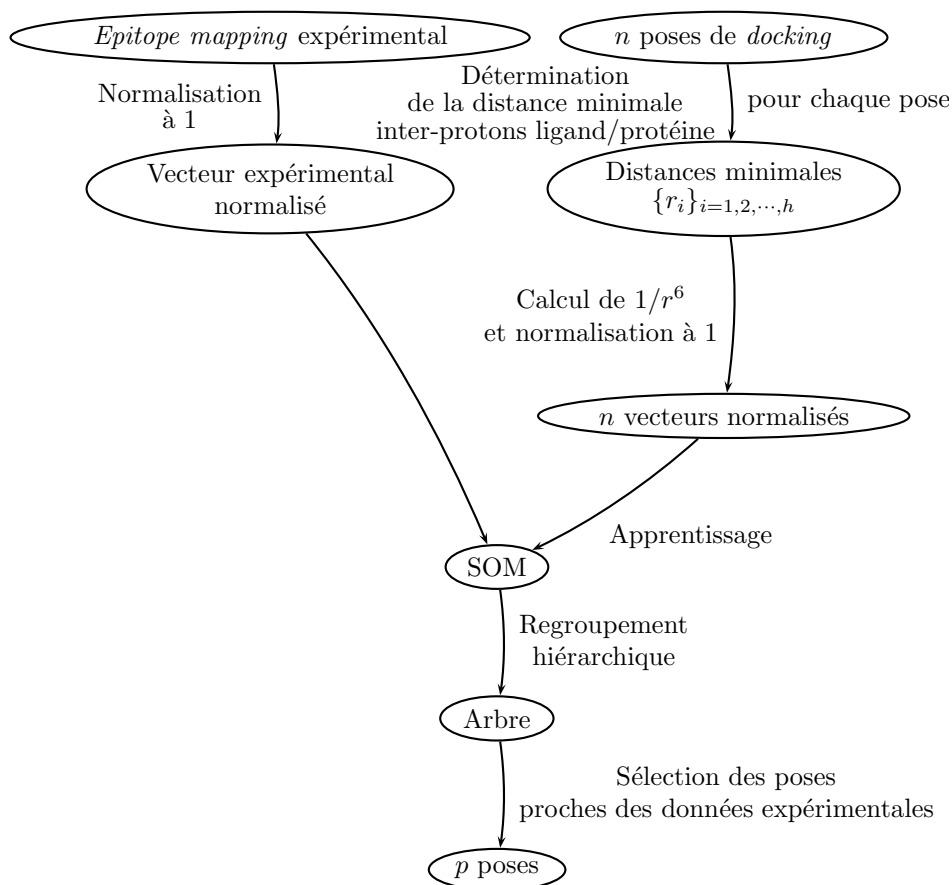 Epitope mapping expérimental
n poses de docking
Normalisation
à 1
Détermination
de la distance minimale
inter-protons ligand/protéine
pour chaque pose
Vecteur expérimental
normalisé
Distances minimales
{r_i}_{i=1,2,⋯,h}
Calcul de 1/r^6
et normalisation à 1
n vecteurs normalisés
Apprentissage
SOM
Regroupement
hiérarchique
Arbre
Sélection des poses
proches des données expérimentales
p poses